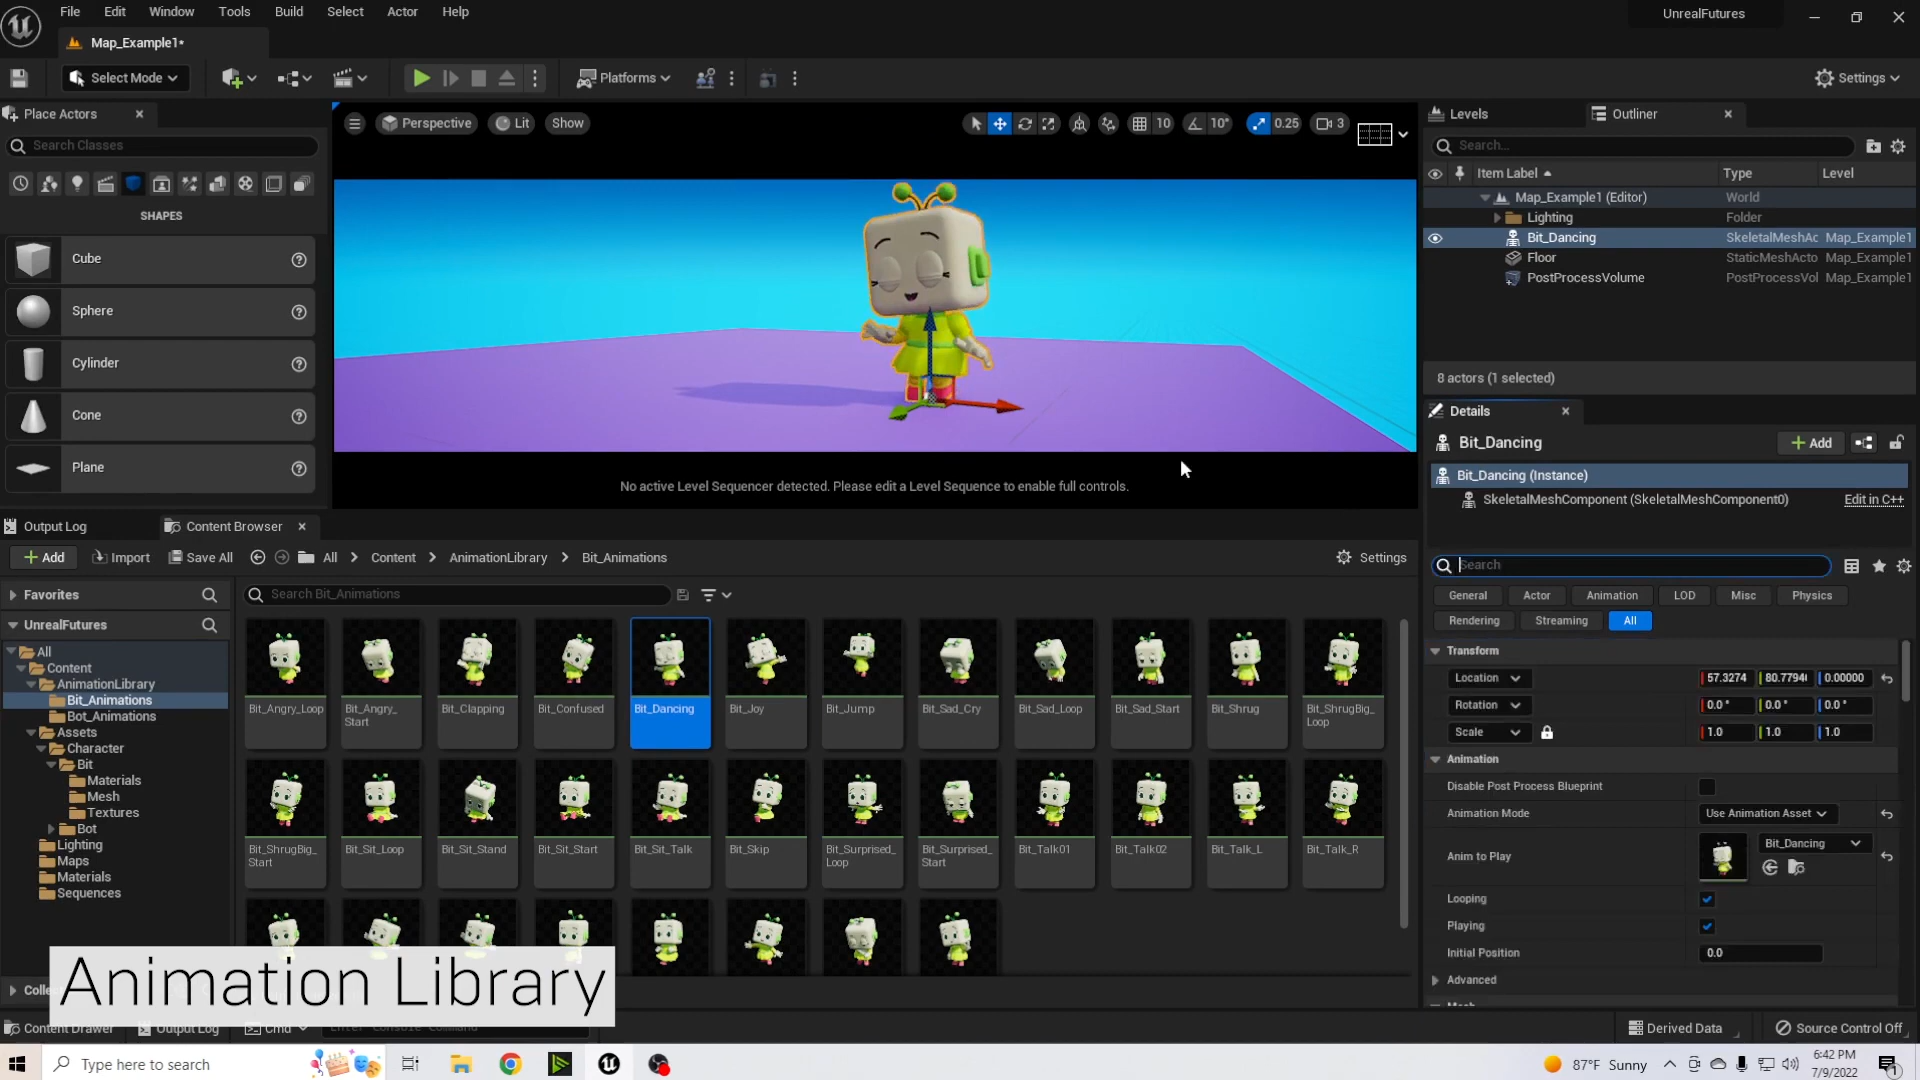 File Edit Window Tools Build Select Actor Help
UnrealFutures
Map_Example1*
Select Mode
Platforms
Settings
Place Actors
Search Classes
SHAPES
Cube
Sphere
Cylinder
Cone
Plane
Perspective
Lit
Show
10
10°
0.25
3
No active Level Sequencer detected. Please edit a Level Sequence to enable full controls.
Levels
Outliner
Search...
Item Label Type Level
Map_Example1 (Editor) World
Lighting Folder
Bit_Dancing SkeletalMeshAc Map_Example1
Floor StaticMeshActo Map_Example1
PostProcessVolume PostProcessVol Map_Example1
8 actors (1 selected)
Details
Bit_Dancing
Add
Bit_Dancing (Instance)
SkeletalMeshComponent (SkeletalMeshComponent0) Edit in C++
Search
General Actor Animation LOD Misc Physics
Rendering Streaming All
Transform
Location 57.3274 80.7794 0.00000
Rotation 0.0 ° 0.0 ° 0.0 °
Scale 1.0 1.0 1.0
Animation
Disable Post Process Blueprint
Animation Mode Use Animation Asset
Anim to Play Bit_Dancing
Looping
Playing
Initial Position 0.0
Advanced
Output Log
Content Browser
Add Import Save All All Content AnimationLibrary Bit_Animations Settings
Favorites
UnrealFutures
All
Content
AnimationLibrary
Bit_Animations
Bot_Animations
Assets
Character
Bit
Materials
Mesh
Textures
Bot
Lighting
Maps
Materials
Sequences
Search Bit_Animations
Bit_Angry_Loop
Bit_Angry_
Start
Bit_Clapping
Bit_Confused
Bit_Dancing
Bit_Joy
Bit_Jump
Bit_Sad_Cry
Bit_Sad_Loop
Bit_Sad_Start
Bit_Shrug
Bit_ShrugBig_
Loop
Bit_ShrugBig_
Start
Bit_Sit_Loop
Bit_Sit_Stand
Bit_Sit_Start
Bit_Sit_Talk
Bit_Skip
Bit_Surprised_
Loop
Bit_Surprised_
Start
Bit_Talk01
Bit_Talk02
Bit_Talk_L
Bit_Talk_R
Animation Library
Content Drawer Output Log Cmd Enter Console Command
Derived Data
Source Control Off
Type here to search
87°F Sunny
6:42 PM
7/9/2022
1